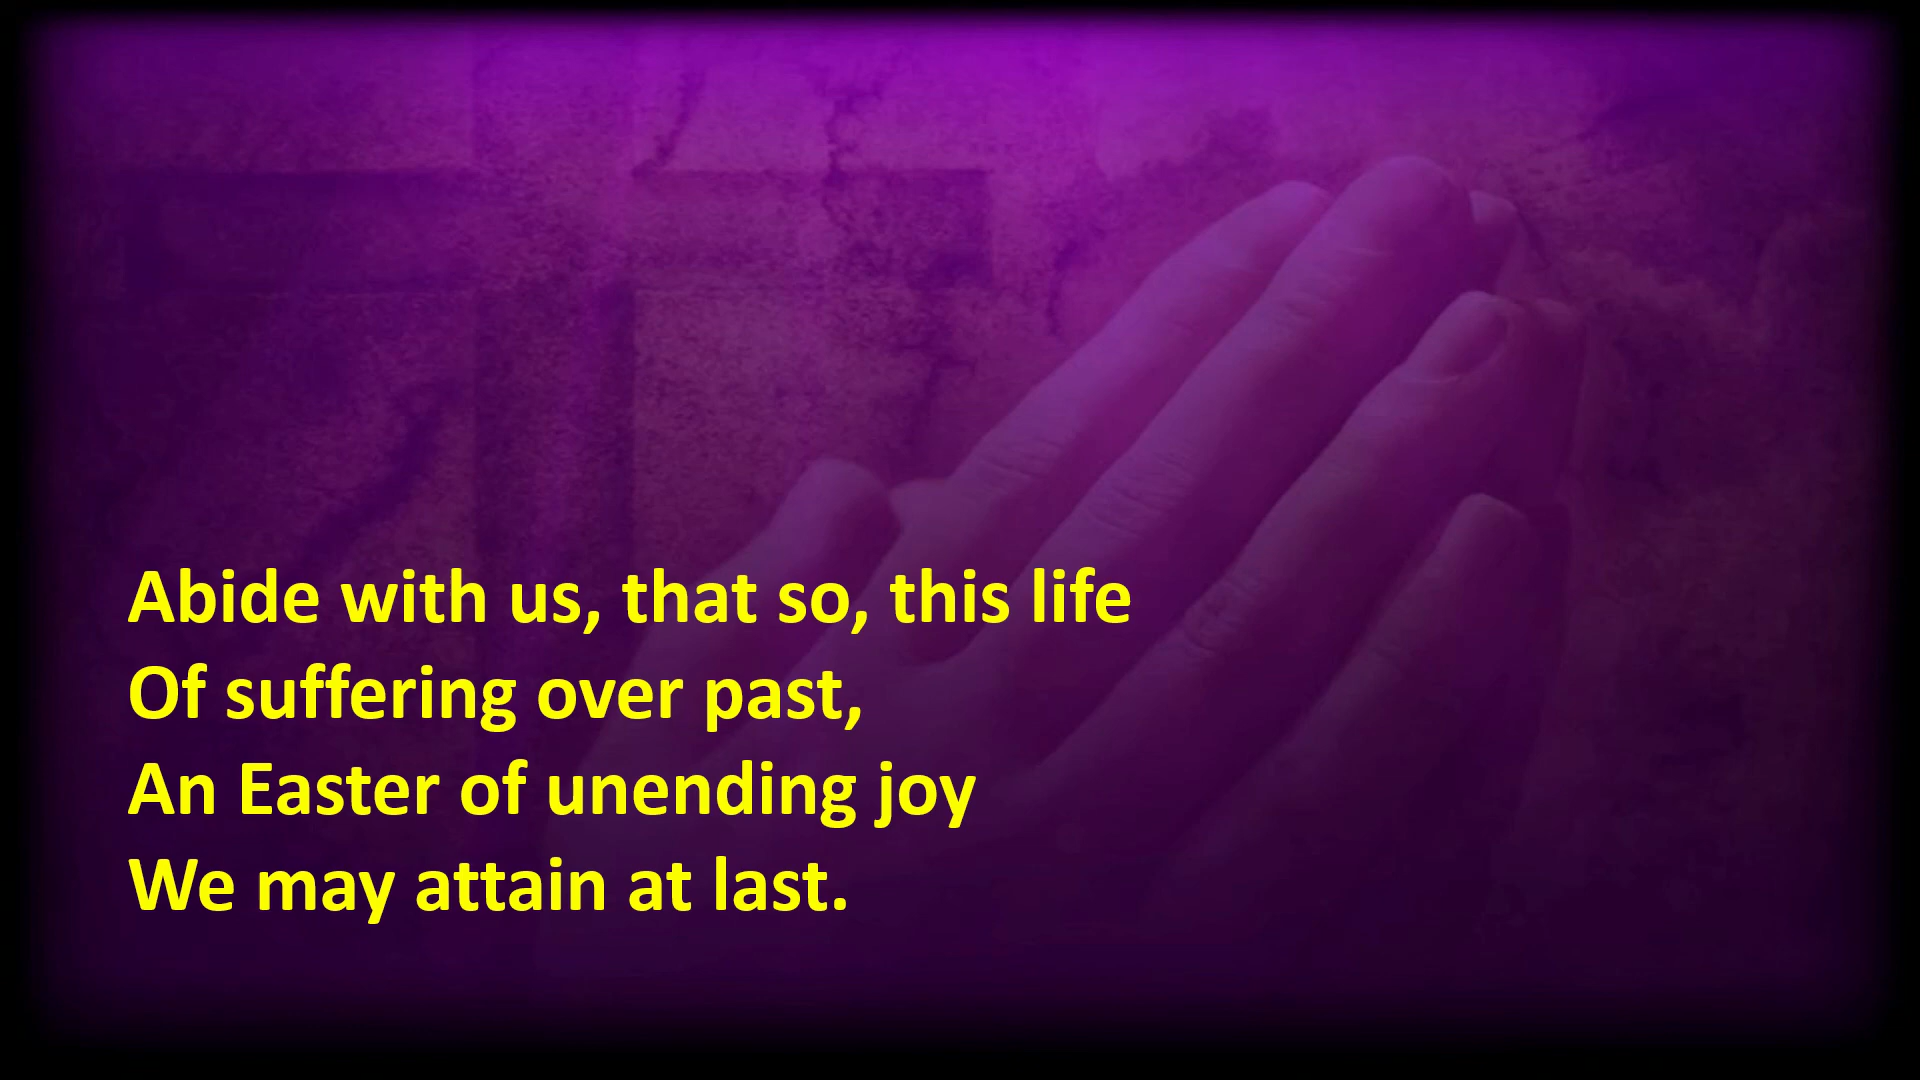 Abide with us, that so, this life
Of suffering over past,
An Easter of unending joy
We may attain at last.